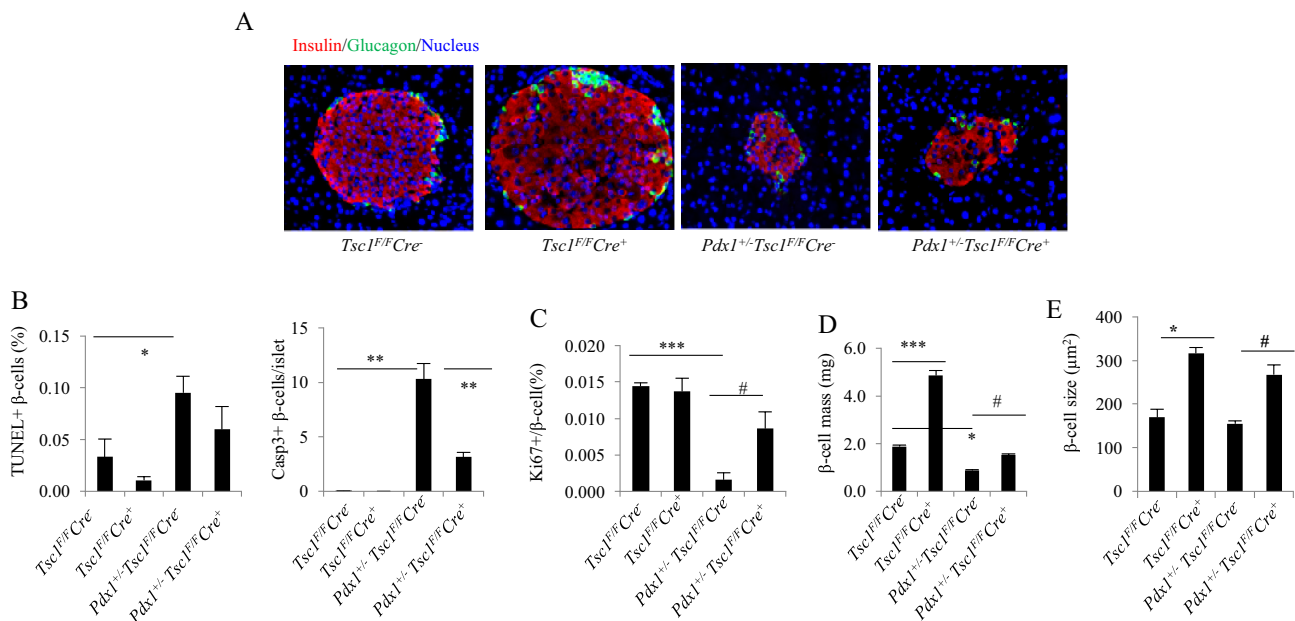 A
Insulin/Glucagon/Nucleus
Tsc1F/FCre-
Tsc1F/FCre+
Pdx1+/-Tsc1F/FCre-
Pdx1+/-Tsc1F/FCre+
B
TUNEL+ β-cells (%)
0.15
0.10
0.05
0.00
*
Tsc1F/FCre-
Tsc1F/FCre+
Pdx1+/-Tsc1F/FCre-
Pdx1+/- Tsc1F/FCre+
Casp3+ β-cells/islet
15
10
5
0
**
**
Tsc1F/FCre-
Tsc1F/FCre+
Pdx1+/- Tsc1F/FCre-
Pdx1+/- Tsc1F/FCre+
C
Ki67+/β-cell(%)
0.020
0.015
0.010
0.005
0.000
***
#
Tsc1F/FCre-
Tsc1F/FCre+
Pdx1+/- Tsc1F/FCre-
Pdx1+/- Tsc1F/FCre+
D
β-cell mass (mg)
6.0
4.0
2.0
0.0
***
*
#
Tsc1F/FCre-
Tsc1F/FCre+
Pdx1+/- Tsc1F/FCre-
Pdx1+/- Tsc1F/FCre+
E
β-cell size (μm²)
400
300
200
100
0
*
#
Tsc1F/FCre-
Tsc1F/FCre+
Pdx1+/- Tsc1F/FCre-
Pdx1+/- Tsc1F/FCre+